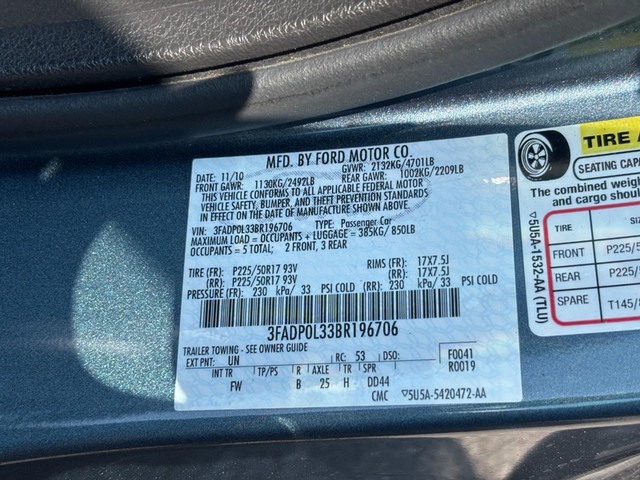 MFD. BY FORD MOTOR CO.
DATE: 11/10 GVWR: 2132KG/4701LB
FRONT GAWR: 1130KG/2492LB REAR GAWR: 1002KG/2209LB
THIS VEHICLE CONFORMS TO ALL APPLICABLE FEDERAL MOTOR
VEHICLE SAFETY, BUMPER, AND THEFT PREVENTION STANDARDS
IN EFFECT ON THE DATE OF MANUFACTURE SHOWN ABOVE.
VIN: 3FADP0L33BR196706 TYPE: Passenger Car
MAXIMUM LOAD = OCCUPANTS + LUGGAGE = 385KG/ 850LB
OCCUPANTS = 5 TOTAL; 2 FRONT, 3 REAR
TIRE (FR): P225/50R17 93V RIMS (FR): 17X7.5J
TIRE (RR): P225/50R17 93V RIMS (RR): 17X7.5J
PRESSURE (FR): 230 kPa/ 33 PSI COLD (RR): 230 kPa/ 33 PSI COLD
3FADP0L33BR196706
TRAILER TOWING - SEE OWNER GUIDE
EXT PNT: UN RC: 53 DSO: F0041
R0019
INT TR TP/PS R AXLE TR SPR
FW B 25 H DD44
CMC ▽5U5A-5420472-AA
TIRE A
SEATING CAPAC
The combined weigh
and cargo shou
TIRE
FRONT P225/5
REAR P225/
SPARE T145/
▽5U5A-1532-AA (TLU)